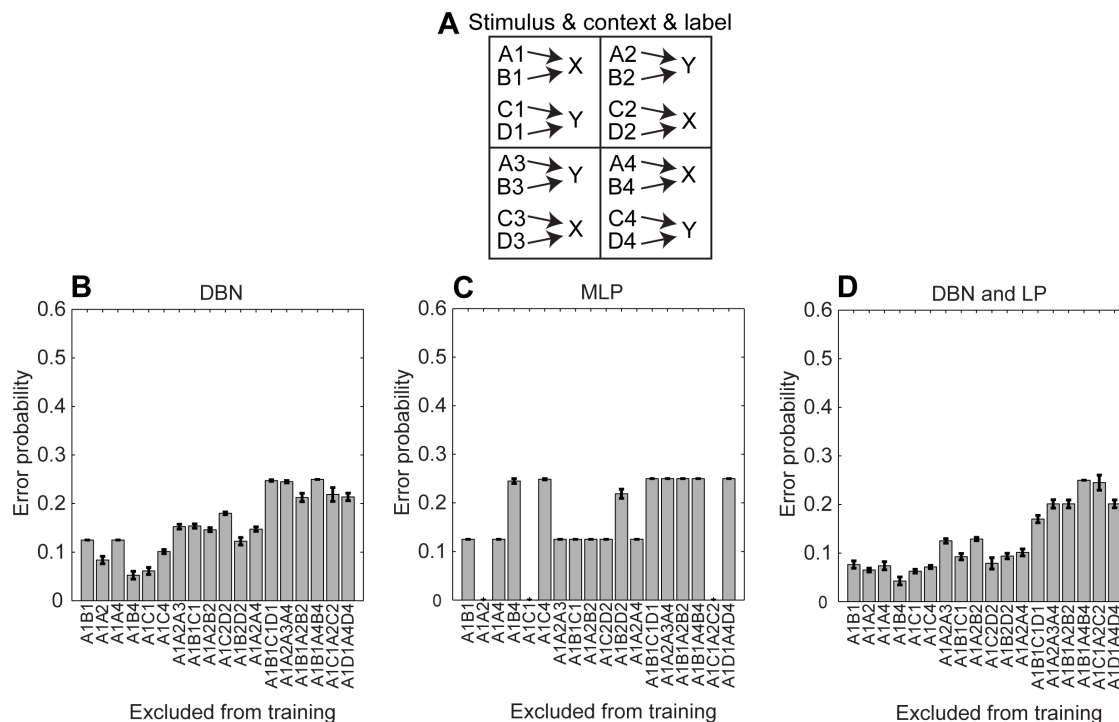 A Stimulus & context & label
A1 B1 X A2 B2 Y
C1 D1 Y C2 D2 X
A3 B3 Y A4 B4 X
C3 D3 X C4 D4 Y
B DBN
Error probability
0.6
0.5
0.4
0.3
0.2
0.1
0
A1B1
A1A2
A1A4
A1B4
A1C1
A1C4
A1A2A3
A1B1C1
A1A2B2
A1C2D2
A1B2D2
A1A2A4
A1B1C1D1
A1A2A3A4
A1B1A2B2
A1B1A4B4
A1C1A2C2
A1D1A4D4
Excluded from training
C MLP
Error probability
0.6
0.5
0.4
0.3
0.2
0.1
0
A1B1
A1A2
A1A4
A1B4
A1C1
A1C4
A1A2A3
A1B1C1
A1A2B2
A1C2D2
A1B2D2
A1A2A4
A1B1C1D1
A1A2A3A4
A1B1A2B2
A1B1A4B4
A1C1A2C2
A1D1A4D4
Excluded from training
D DBN and LP
Error probability
0.6
0.5
0.4
0.3
0.2
0.1
0
A1B1
A1A2
A1A4
A1B4
A1C1
A1C4
A1A2A3
A1B1C1
A1A2B2
A1C2D2
A1B2D2
A1A2A4
A1B1C1D1
A1A2A3A4
A1B1A2B2
A1B1A4B4
A1C1A2C2
A1D1A4D4
Excluded from training